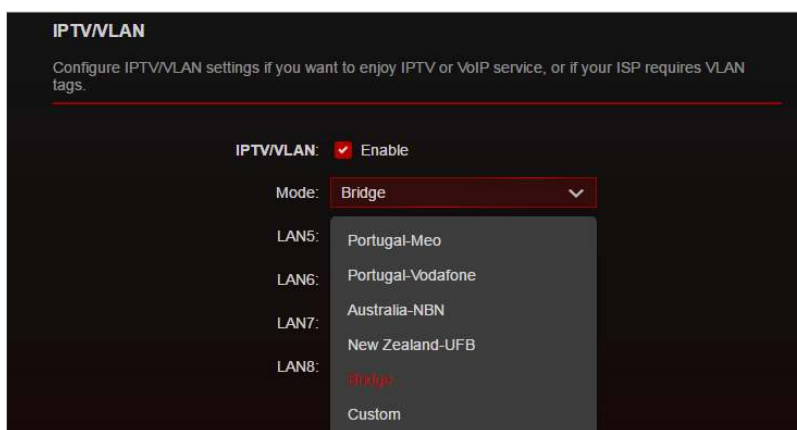 IPTV/VLAN
Configure IPTV/VLAN settings if you want to enjoy IPTV or VoIP service, or if your ISP requires VLAN
tags.
IPTV/VLAN: Enable
Mode: Bridge
LAN5:
Portugal-Meo
LAN6:
Portugal-Vodafone
Australia-NBN
LAN7:
New Zealand-UFB
LAN8:
Bridge
Custom